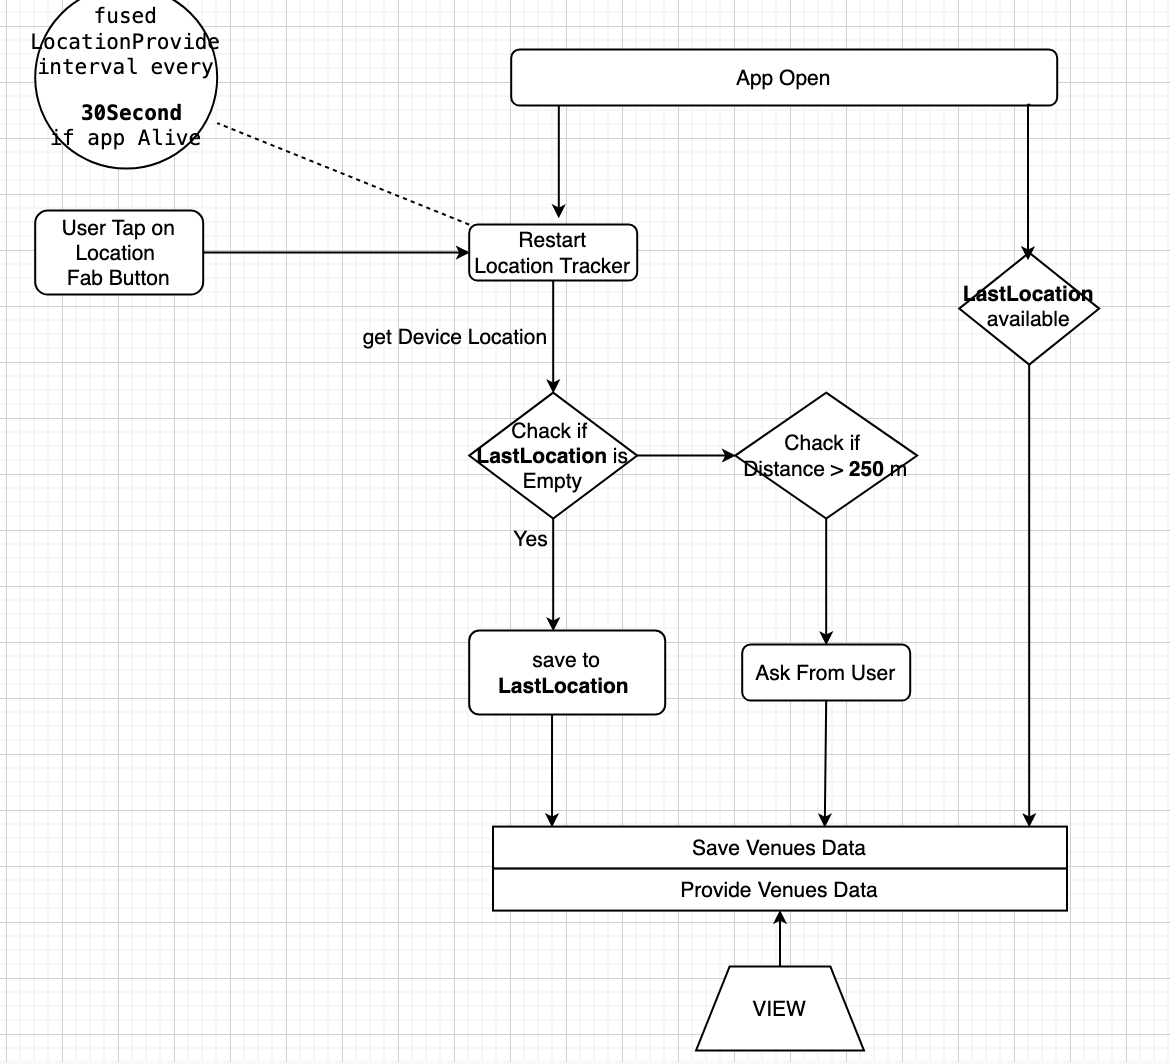 fused
LocationProvide
interval every
30Second
if app Alive
App Open
User Tap on
Location
Fab Button
Restart
Location Tracker
LastLocation
available
get Device Location
Chack if
LastLocation is
Empty
Chack if
Distance > 250 m
Yes
save to
LastLocation
Ask From User
Save Venues Data
Provide Venues Data
VIEW